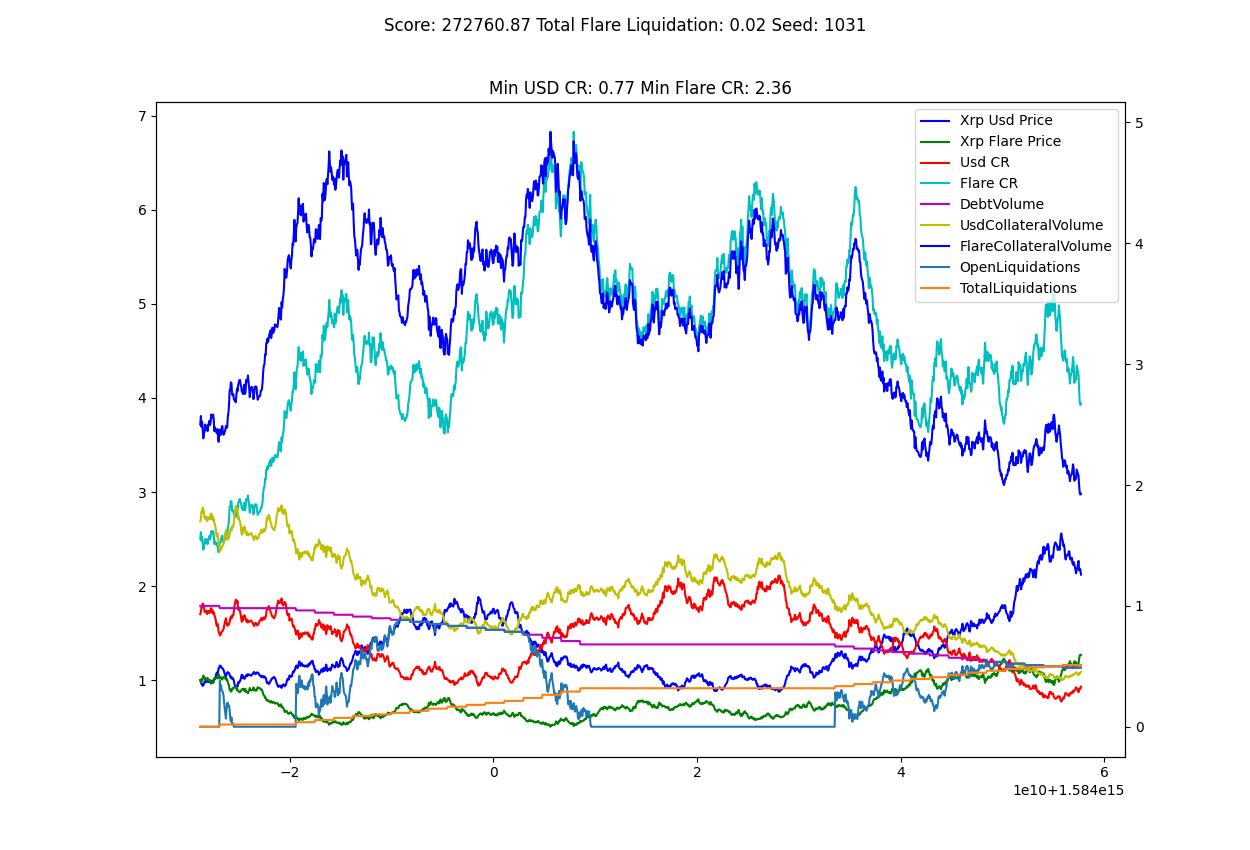 Score: 272760.87 Total Flare Liquidation: 0.02 Seed: 1031
Min USD CR: 0.77 Min Flare CR: 2.36
7
6
5
4
3
2
1
5
4
3
2
1
0
Xrp Usd Price
Xrp Flare Price
Usd CR
Flare CR
DebtVolume
UsdCollateralVolume
FlareCollateralVolume
OpenLiquidations
TotalLiquidations
−2
0
2
4
6
1e10+1.584e15